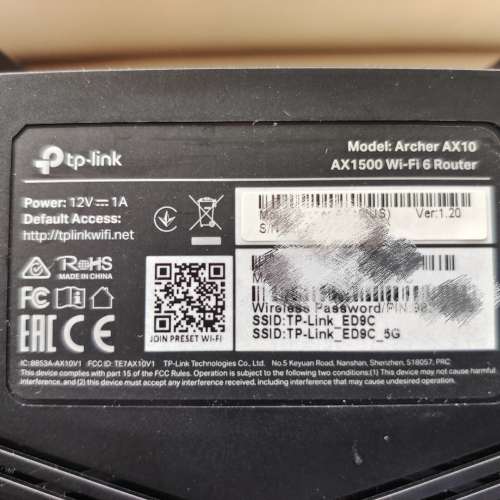 tp-link
Model: Archer AX10
AX1500 Wi-Fi 6 Router
Power: 12V⎓1A
Default Access:
http://tplinkwifi.net
Ver:1.20
RoHS
MADE IN CHINA
FC
EAC CE
JOIN PRESET WI-FI
Wireless Password/PIN
SSID:TP-Link_ED9C
SSID:TP-Link_ED9C_5G
IC: 8853A-AX10V1 FCC ID: TE7AX10V1 TP-Link Technologies Co., Ltd. No.5 Keyuan Road, Nanshan, Shenzhen, 518057, PRC
This device complies with part 15 of the FCC Rules. Operation is subject to the following two conditions:(1)This device may not cause harmful
interference, and (2)this device must accept any interference received, including interference that may cause undesired operation.